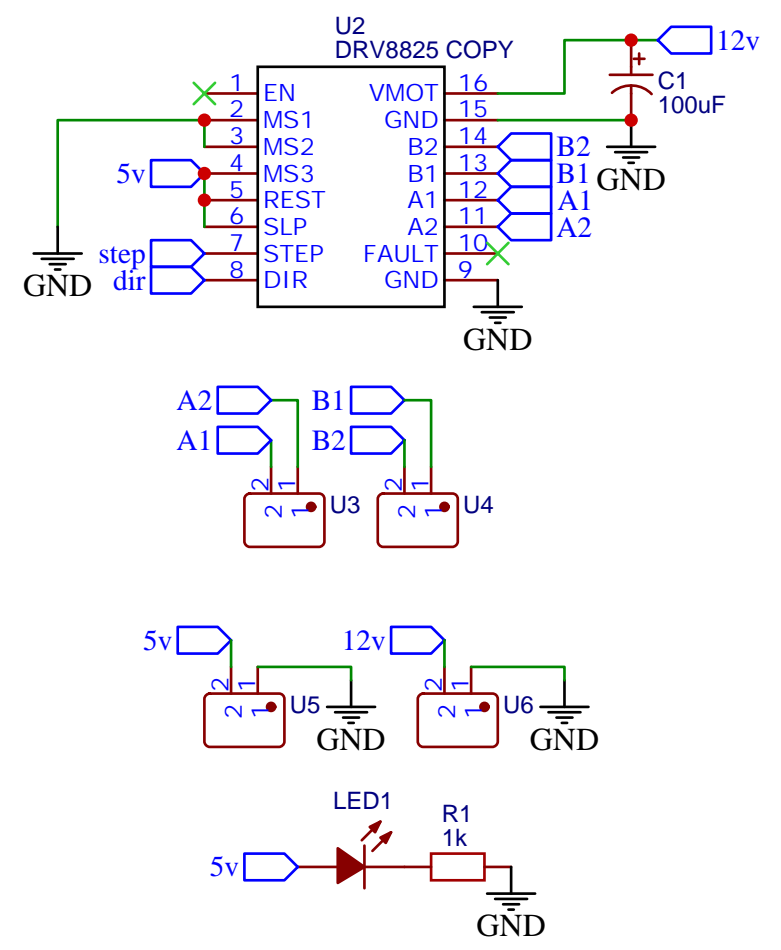 U2
DRV8825 COPY
1 EN VMOT 16
2 MS1 GND 15
3 MS2 B2 14 B2
5v 4 MS3 B1 13 B1
5 REST A1 12 A1
6 SLP A2 11 A2
step 7 STEP FAULT 10
dir 8 DIR GND 9
12v
+
C1
100uF
GND
GND
GND
A2 B1
A1 B2
2 1 2 1
2 1 U3 2 1 U4
5v 12v
2 1 2 1
2 1 U5 2 1 U6
GND GND
LED1
R1
1k
5v
GND